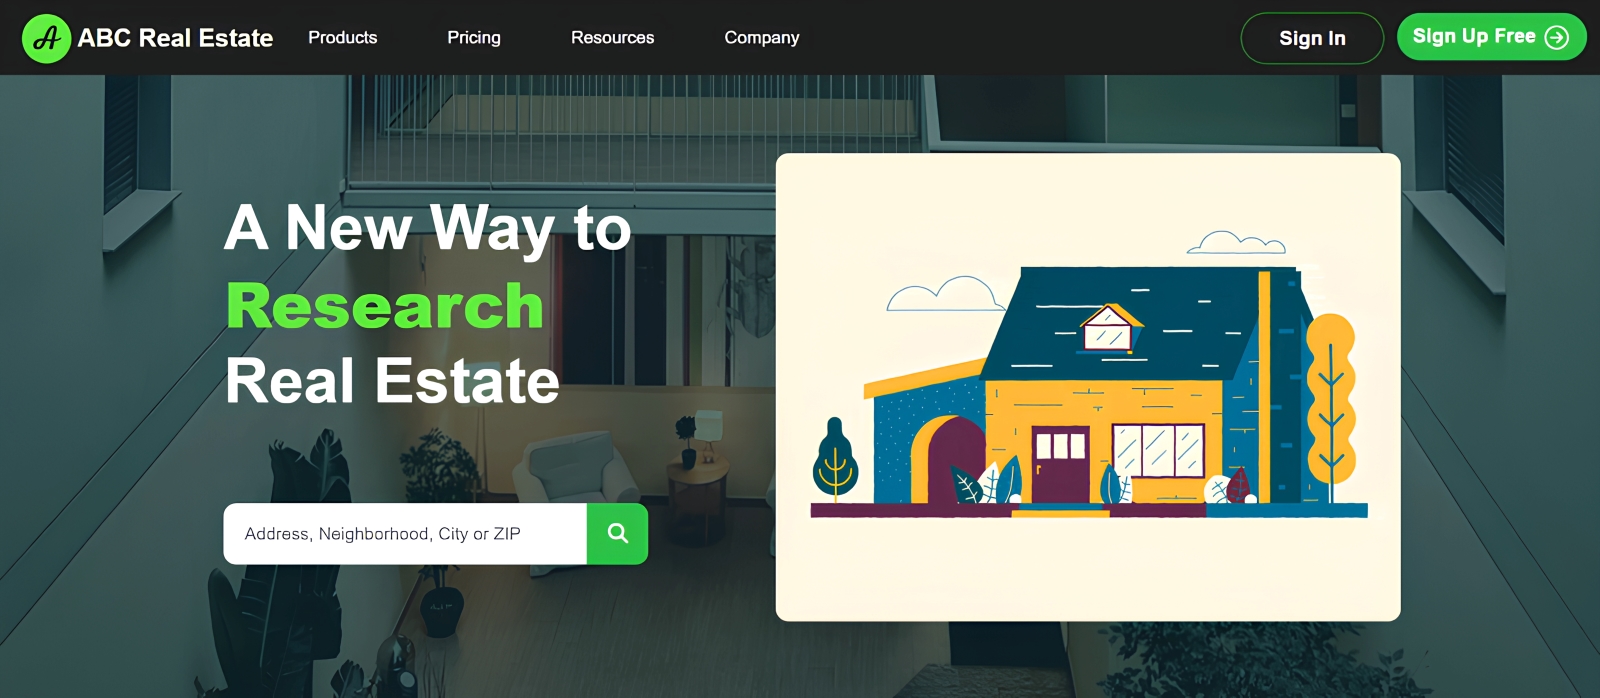 A ABC Real Estate Products Pricing Resources Company Sign In Sign Up Free
A New Way to
Research
Real Estate
Address, Neighborhood, City or ZIP